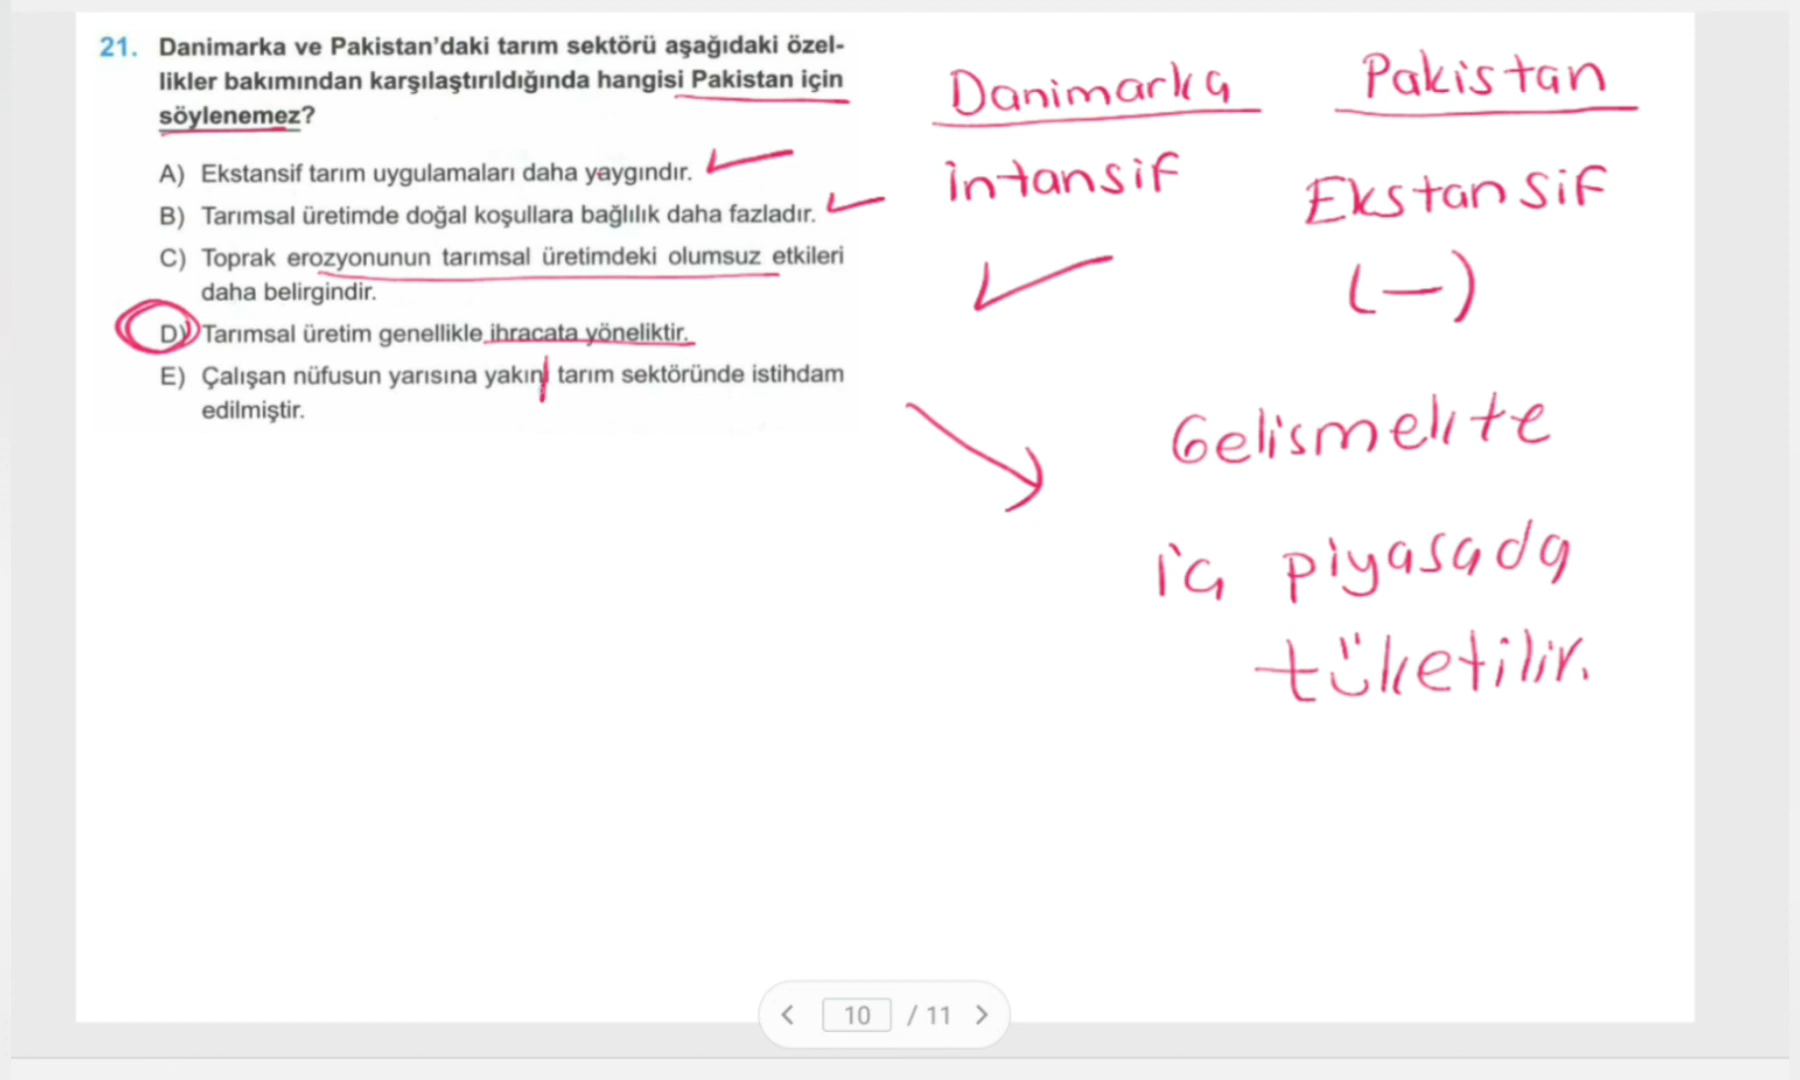 21. Danimarka ve Pakistan'daki tarım sektörü aşağıdaki özel-
likler bakımından karşılaştırıldığında hangisi Pakistan için
söylenemez?
A) Ekstansif tarım uygulamaları daha yaygındır.
B) Tarımsal üretimde doğal koşullara bağlılık daha fazladır.
C) Toprak erozyonunun tarımsal üretimdeki olumsuz etkileri
daha belirgindir.
D) Tarımsal üretim genellikle ihracata yöneliktir.
E) Çalışan nüfusun yarısına yakını tarım sektöründe istihdam
edilmiştir.
Danimarka
Pakistan
İntansif
Ekstansif
(—)
Gelismekte
iç piyasada
tüketilir.
10 / 11